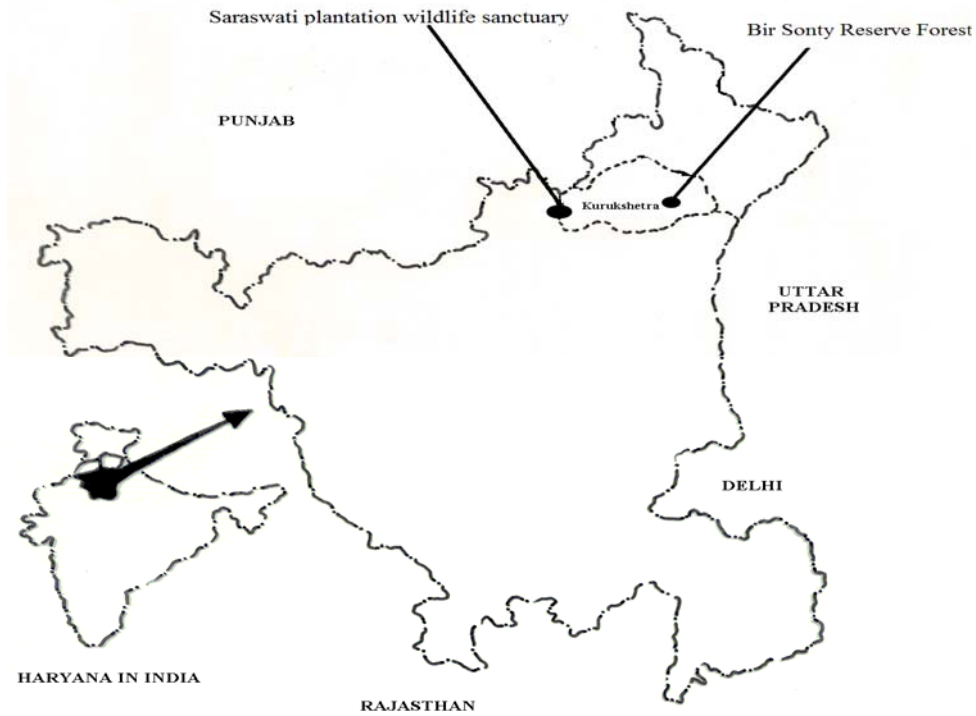 Saraswati plantation wildlife sanctuary
Bir Sonty Reserve Forest
PUNJAB
Kurukshetra
UTTAR
PRADESH
DELHI
HARYANA IN INDIA
RAJASTHAN